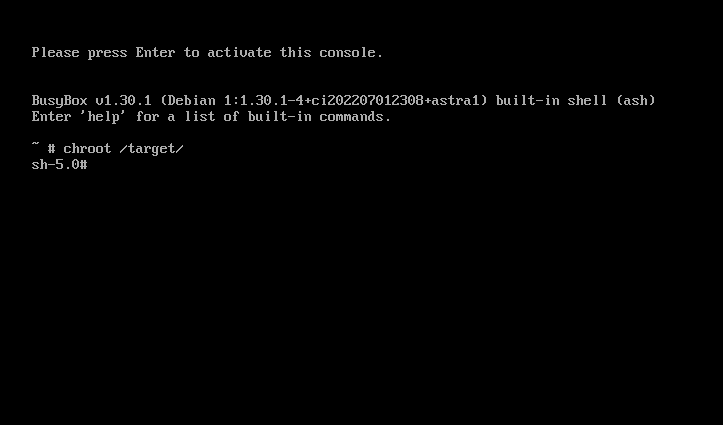 Please press Enter to activate this console.
BusyBox v1.30.1 (Debian 1:1.30.1-4+ci202207012308+astra1) built-in shell (ash)
Enter 'help' for a list of built-in commands.
~ # chroot /target/
sh-5.0#